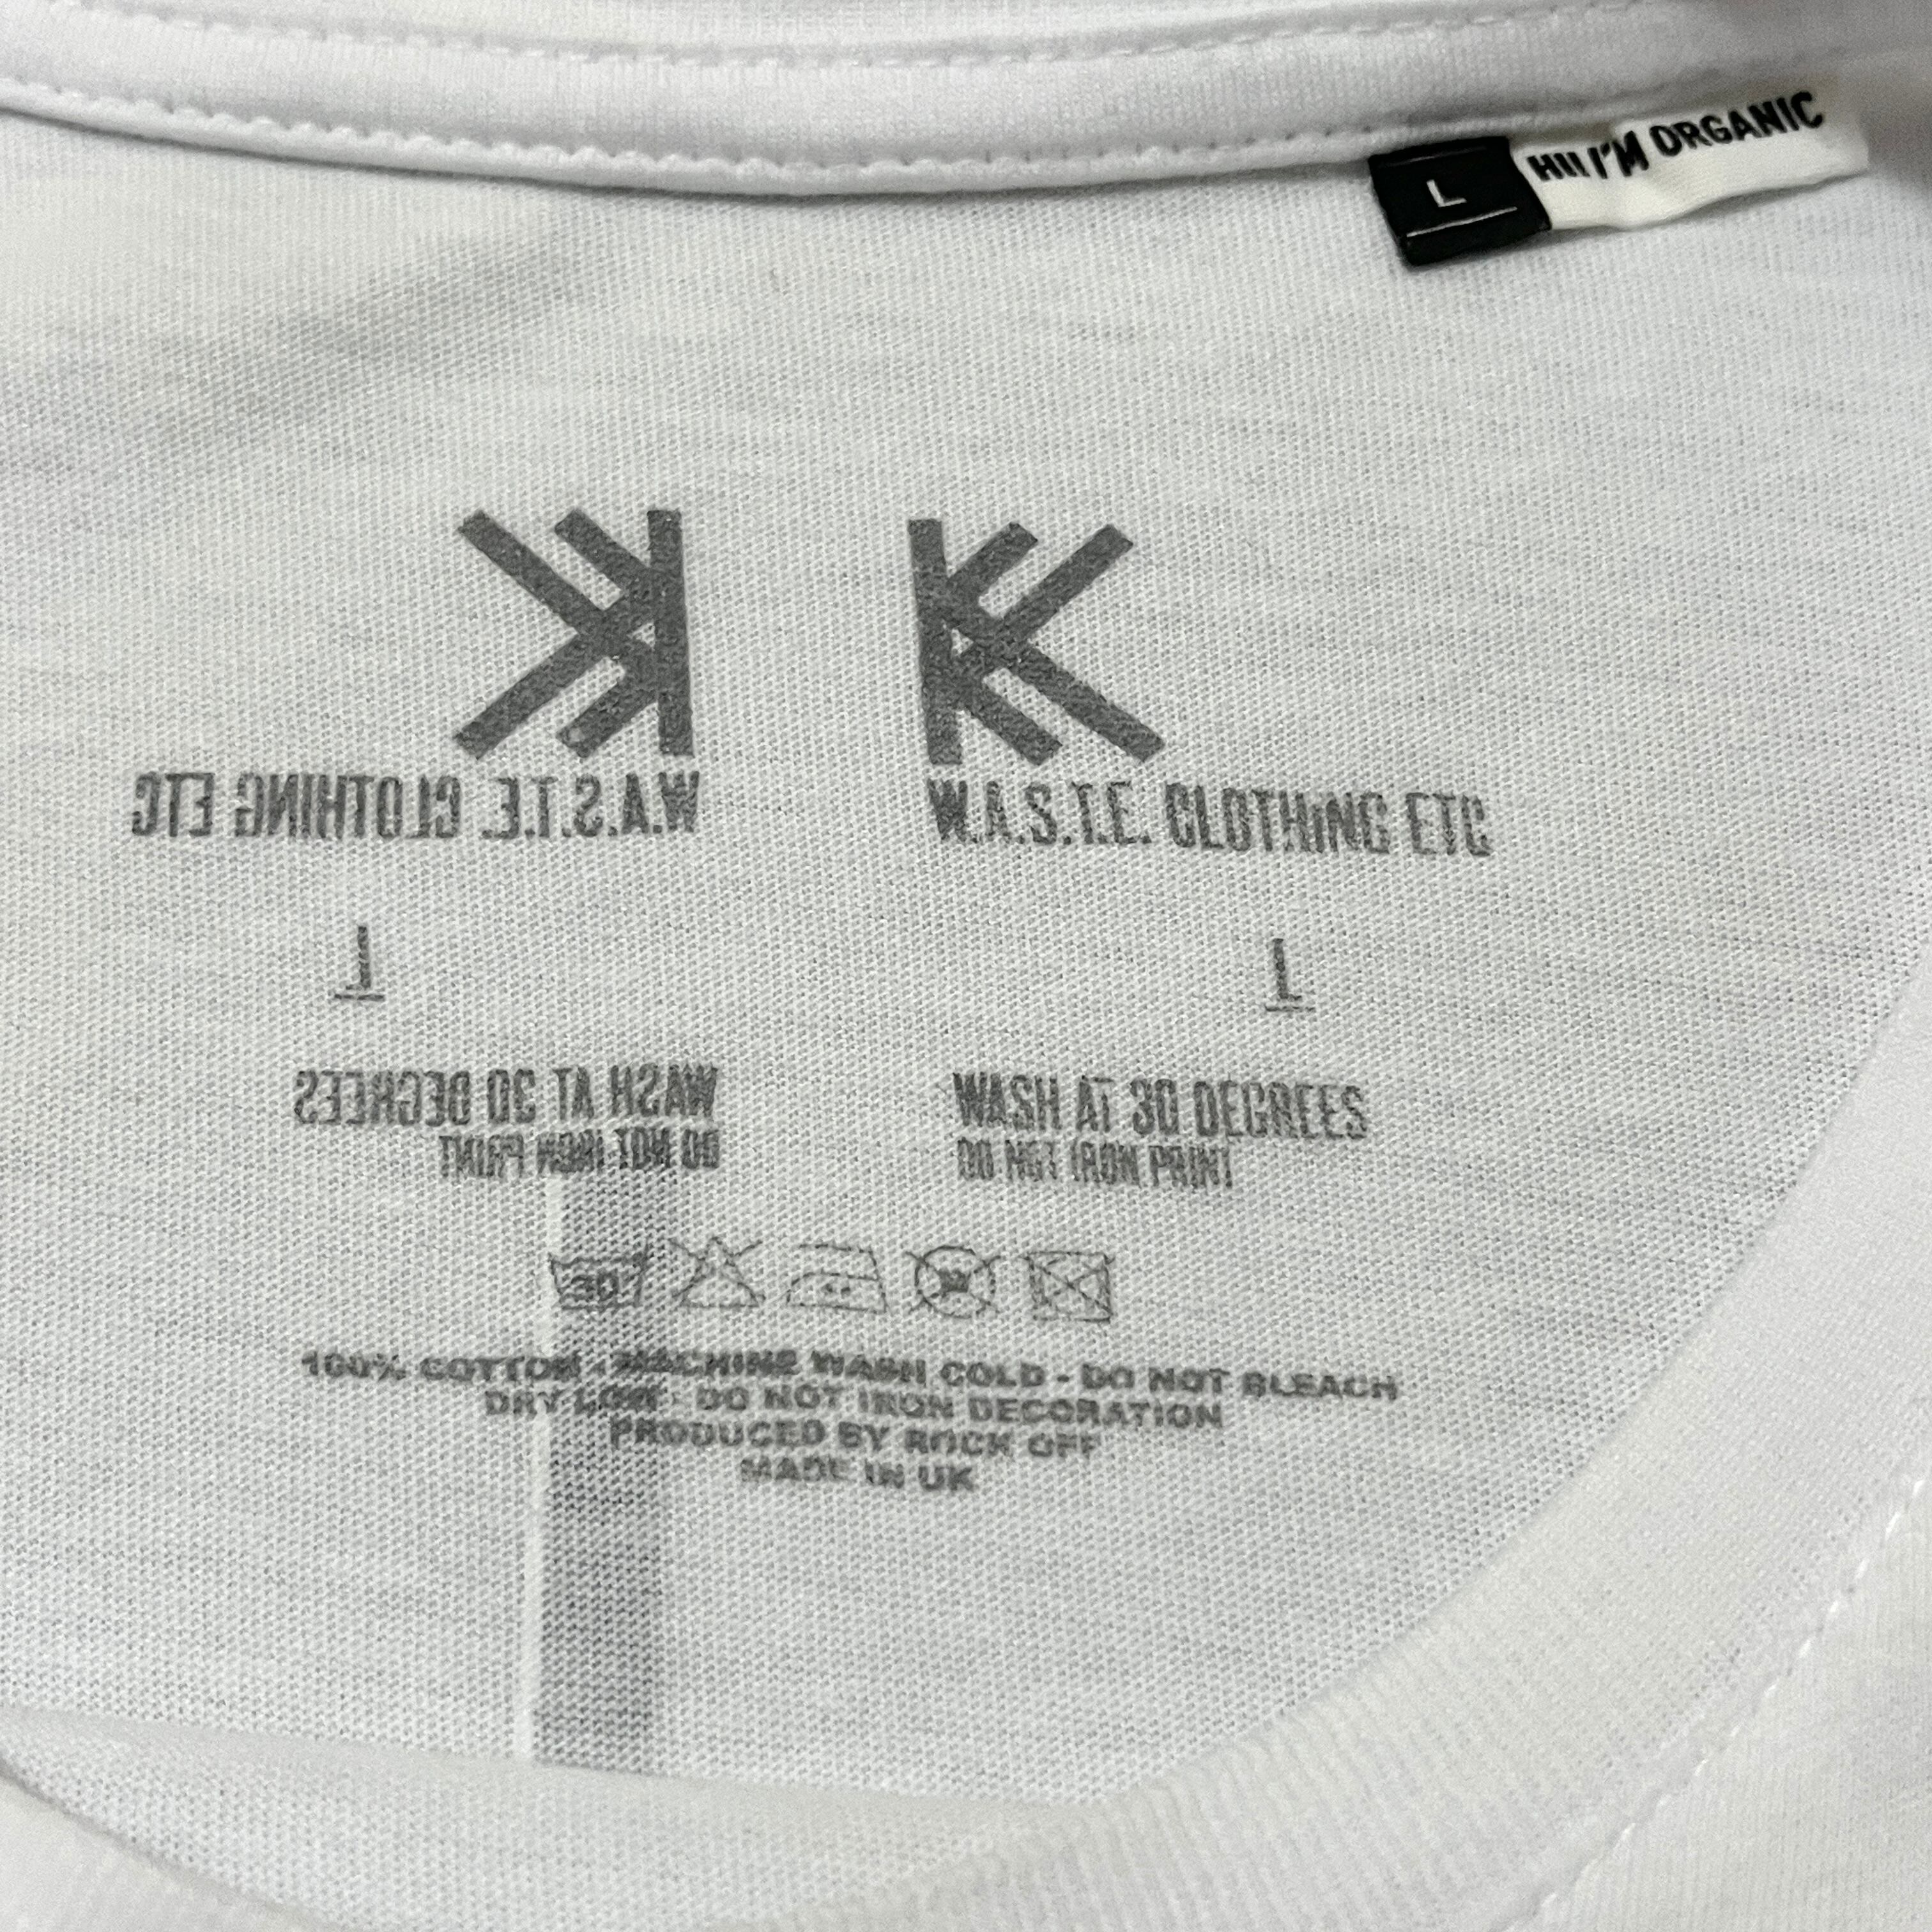 HI! I'M ORGANIC
L
W.A.S.T.E. CLOTHING ETC
W.A.S.T.E. CLOTHING ETC
L
L
WASH AT 30 DEGREES
DO NOT IRON PRINT
WASH AT 30 DEGREES
DO NOT IRON PRINT
30
100% COTTON - MACHINE WASH COLD - DO NOT BLEACH
DRY LOW - DO NOT IRON DECORATION
PRODUCED BY ROCK OFF
MADE IN UK